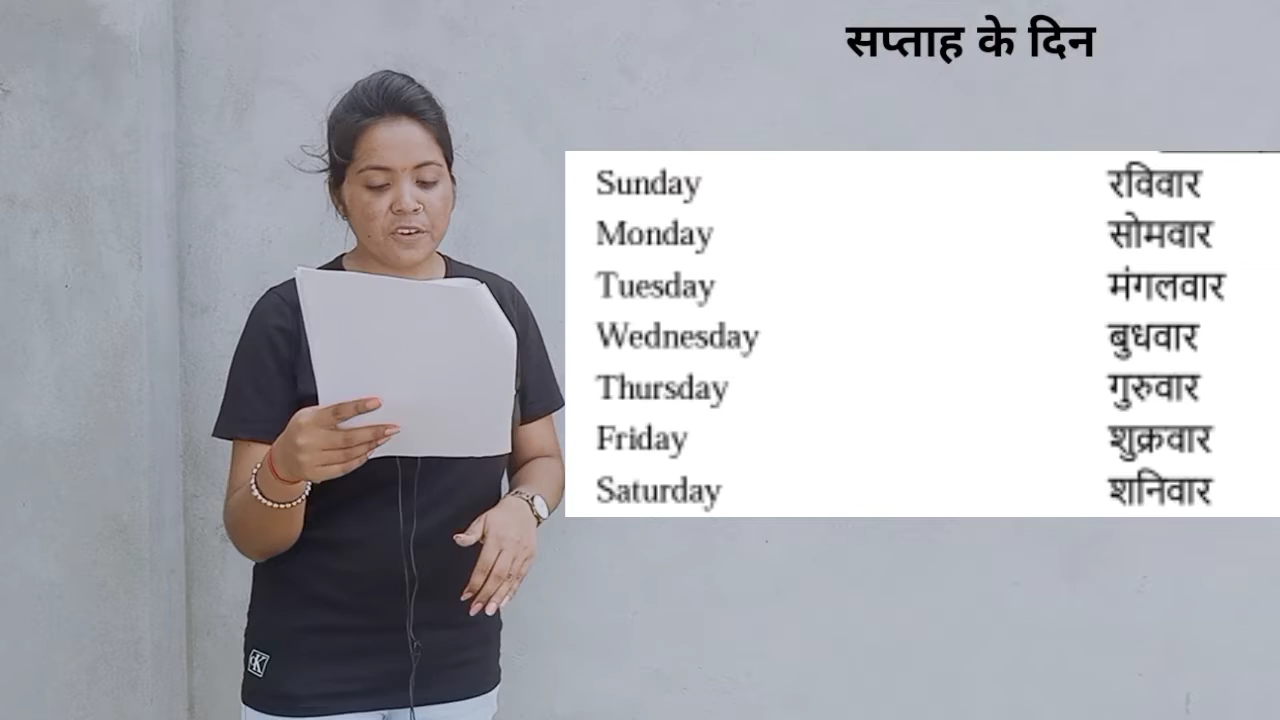 सप्ताह के दिन
Sunday रविवार
Monday सोमवार
Tuesday मंगलवार
Wednesday बुधवार
Thursday गुरुवार
Friday शुक्रवार
Saturday शनिवार